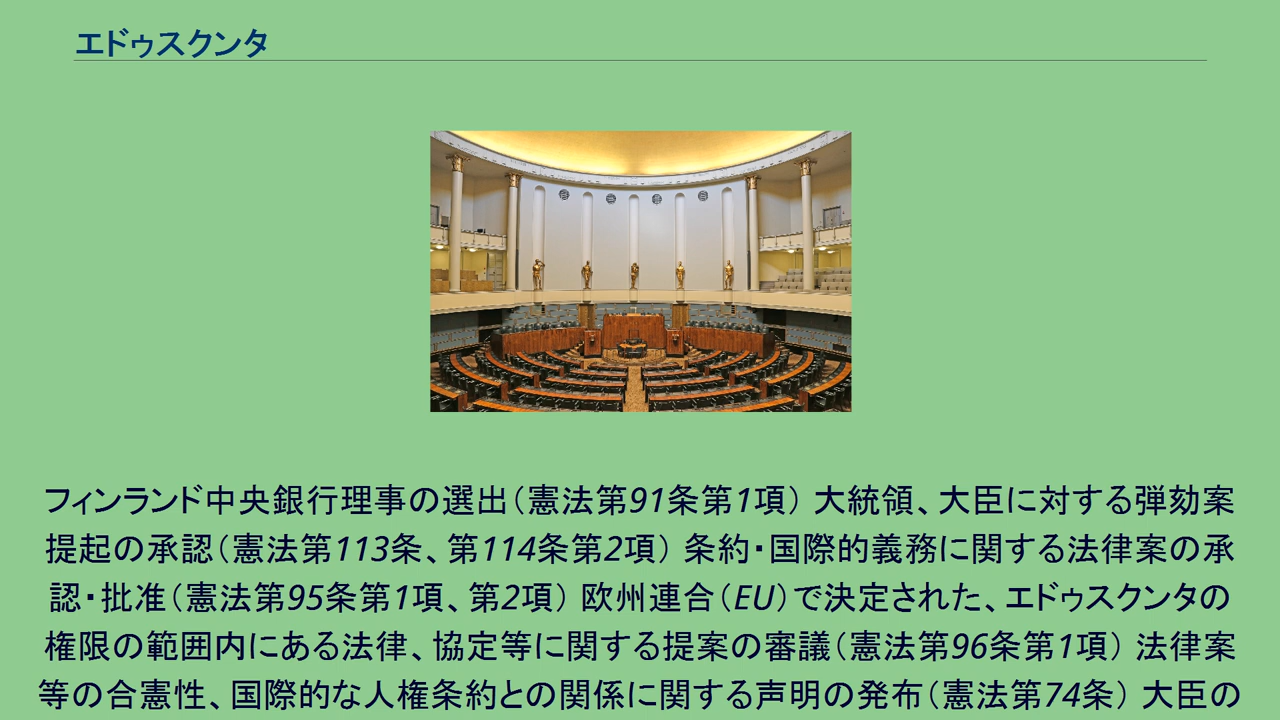 エドゥスクンタ
フィンランド中央銀行理事の選出（憲法第91条第1項） 大統領、大臣に対する弾劾案
提起の承認（憲法第113条、第114条第2項） 条約・国際的義務に関する法律案の承
認・批准（憲法第95条第1項、第2項） 欧州連合（EU）で決定された、エドゥスクンタの
権限の範囲内にある法律、協定等に関する提案の審議（憲法第96条第1項） 法律案
等の合憲性、国際的な人権条約との関係に関する声明の発布（憲法第74条） 大臣の